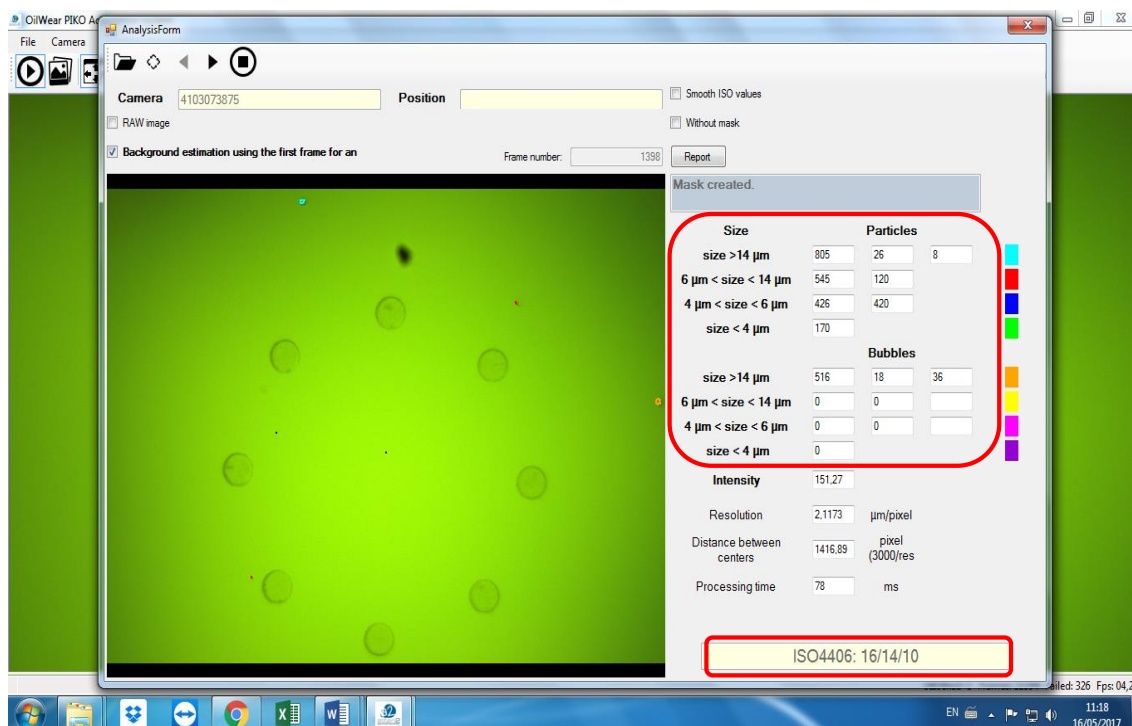 OilWear PIKO Ac
AnalysisForm
File Camera
Camera 4103073875 Position
Smooth ISO values
RAW image
Without mask
Background estimation using the first frame for an
Frame number: 1398 Report
Mask created.
Size Particles
size >14 µm 805 26 8
6 µm < size < 14 µm 545 120
4 µm < size < 6 µm 426 420
size < 4 µm 170
Bubbles
size >14 µm 516 18 36
6 µm < size < 14 µm 0 0
4 µm < size < 6 µm 0 0
size < 4 µm 0
Intensity 151,27
Resolution 2,1173 µm/pixel
Distance between centers 1416,89 pixel (3000/res
Processing time 78 ms
ISO4406: 16/14/10
ailed: 326 Fps: 04,2
EN 11:18
16/05/2017